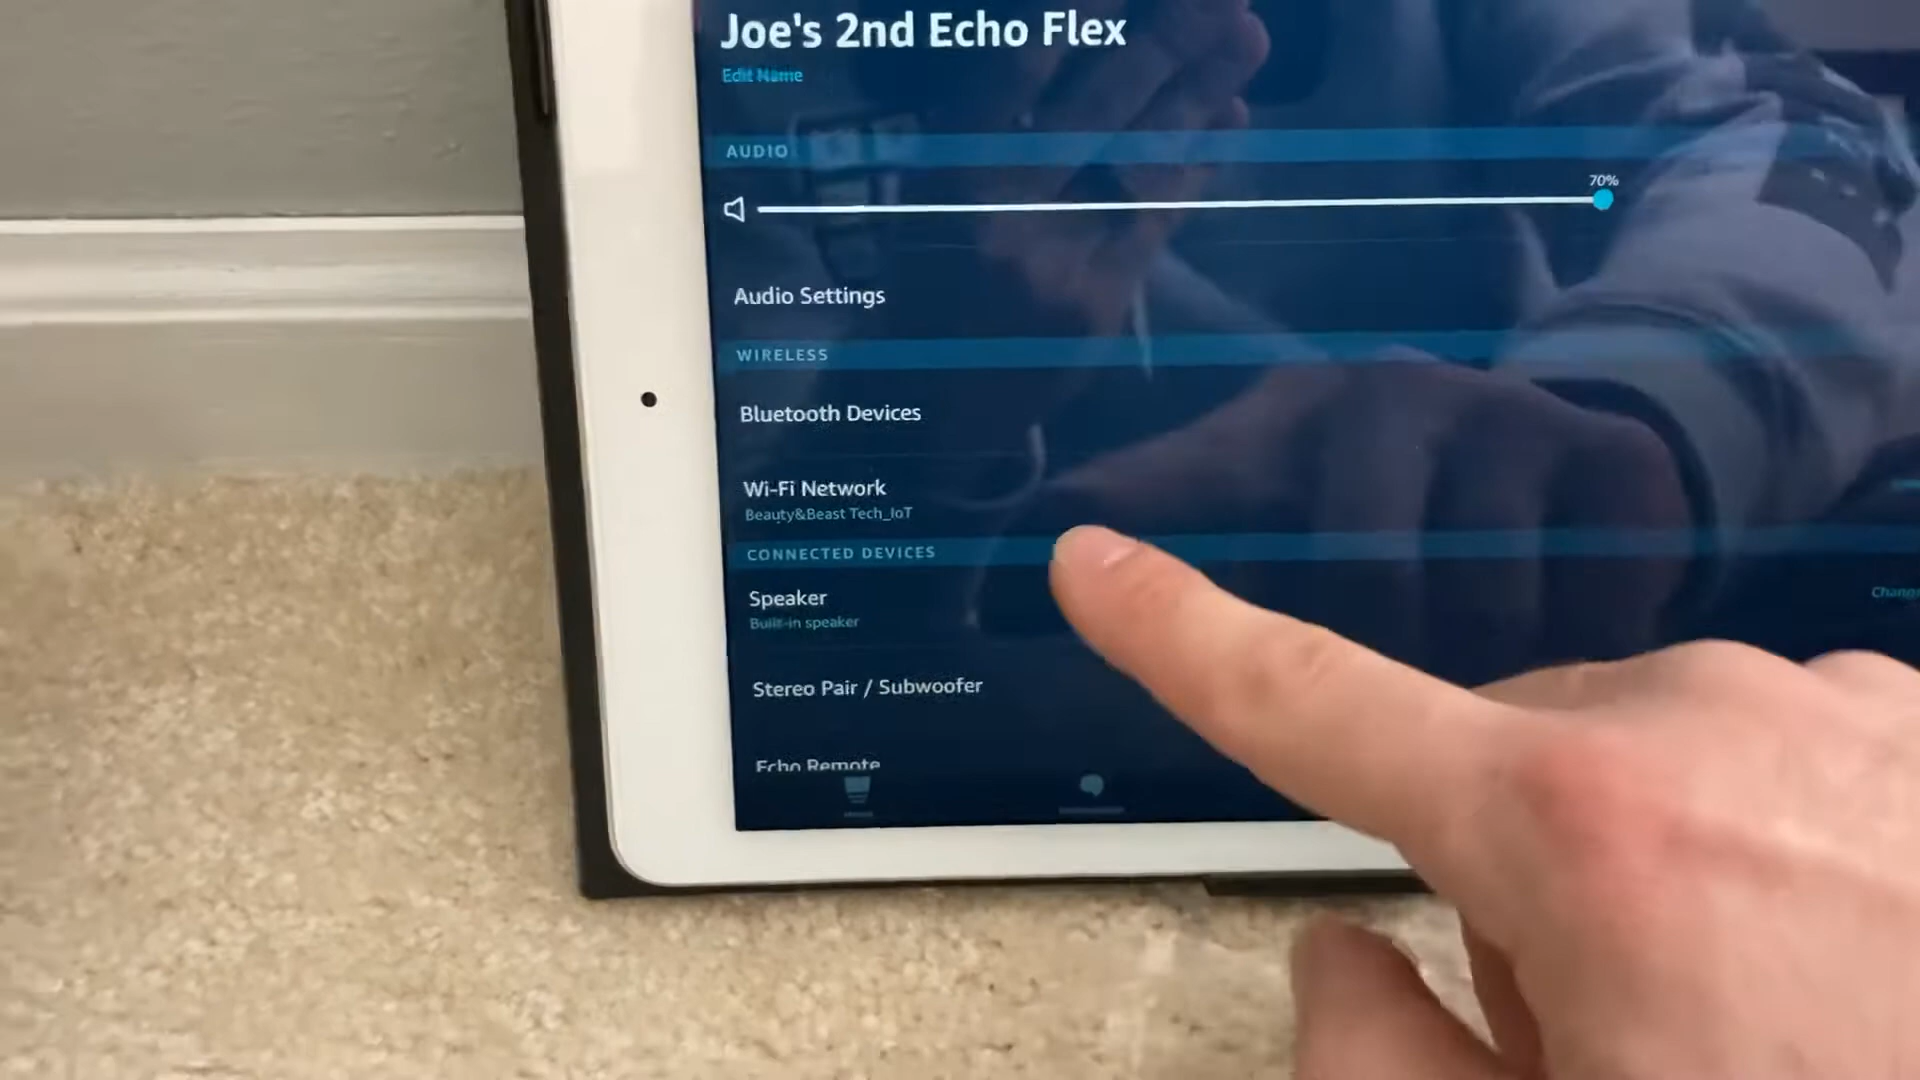 Joe's 2nd Echo Flex
Edit Name
AUDIO
70%
Audio Settings
WIRELESS
Bluetooth Devices
Wi-Fi Network
Beauty&Beast Tech_IoT
CONNECTED DEVICES
Speaker
Built-in speaker
Stereo Pair / Subwoofer
Echo Remote